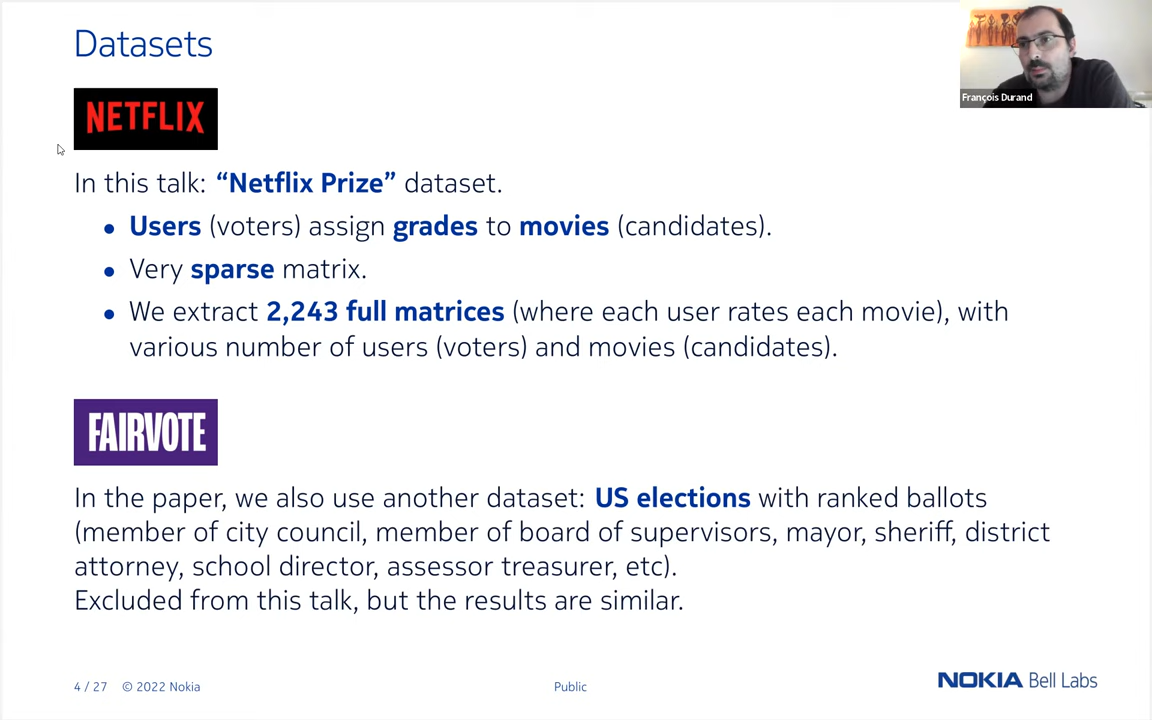 Datasets
NETFLIX
François Durand
In this talk: “Netflix Prize” dataset.
• Users (voters) assign grades to movies (candidates).
• Very sparse matrix.
• We extract 2,243 full matrices (where each user rates each movie), with
various number of users (voters) and movies (candidates).
FAIRVOTE
In the paper, we also use another dataset: US elections with ranked ballots
(member of city council, member of board of supervisors, mayor, sheriff, district
attorney, school director, assessor treasurer, etc).
Excluded from this talk, but the results are similar.
4 / 27 © 2022 Nokia
Public
NOKIA Bell Labs